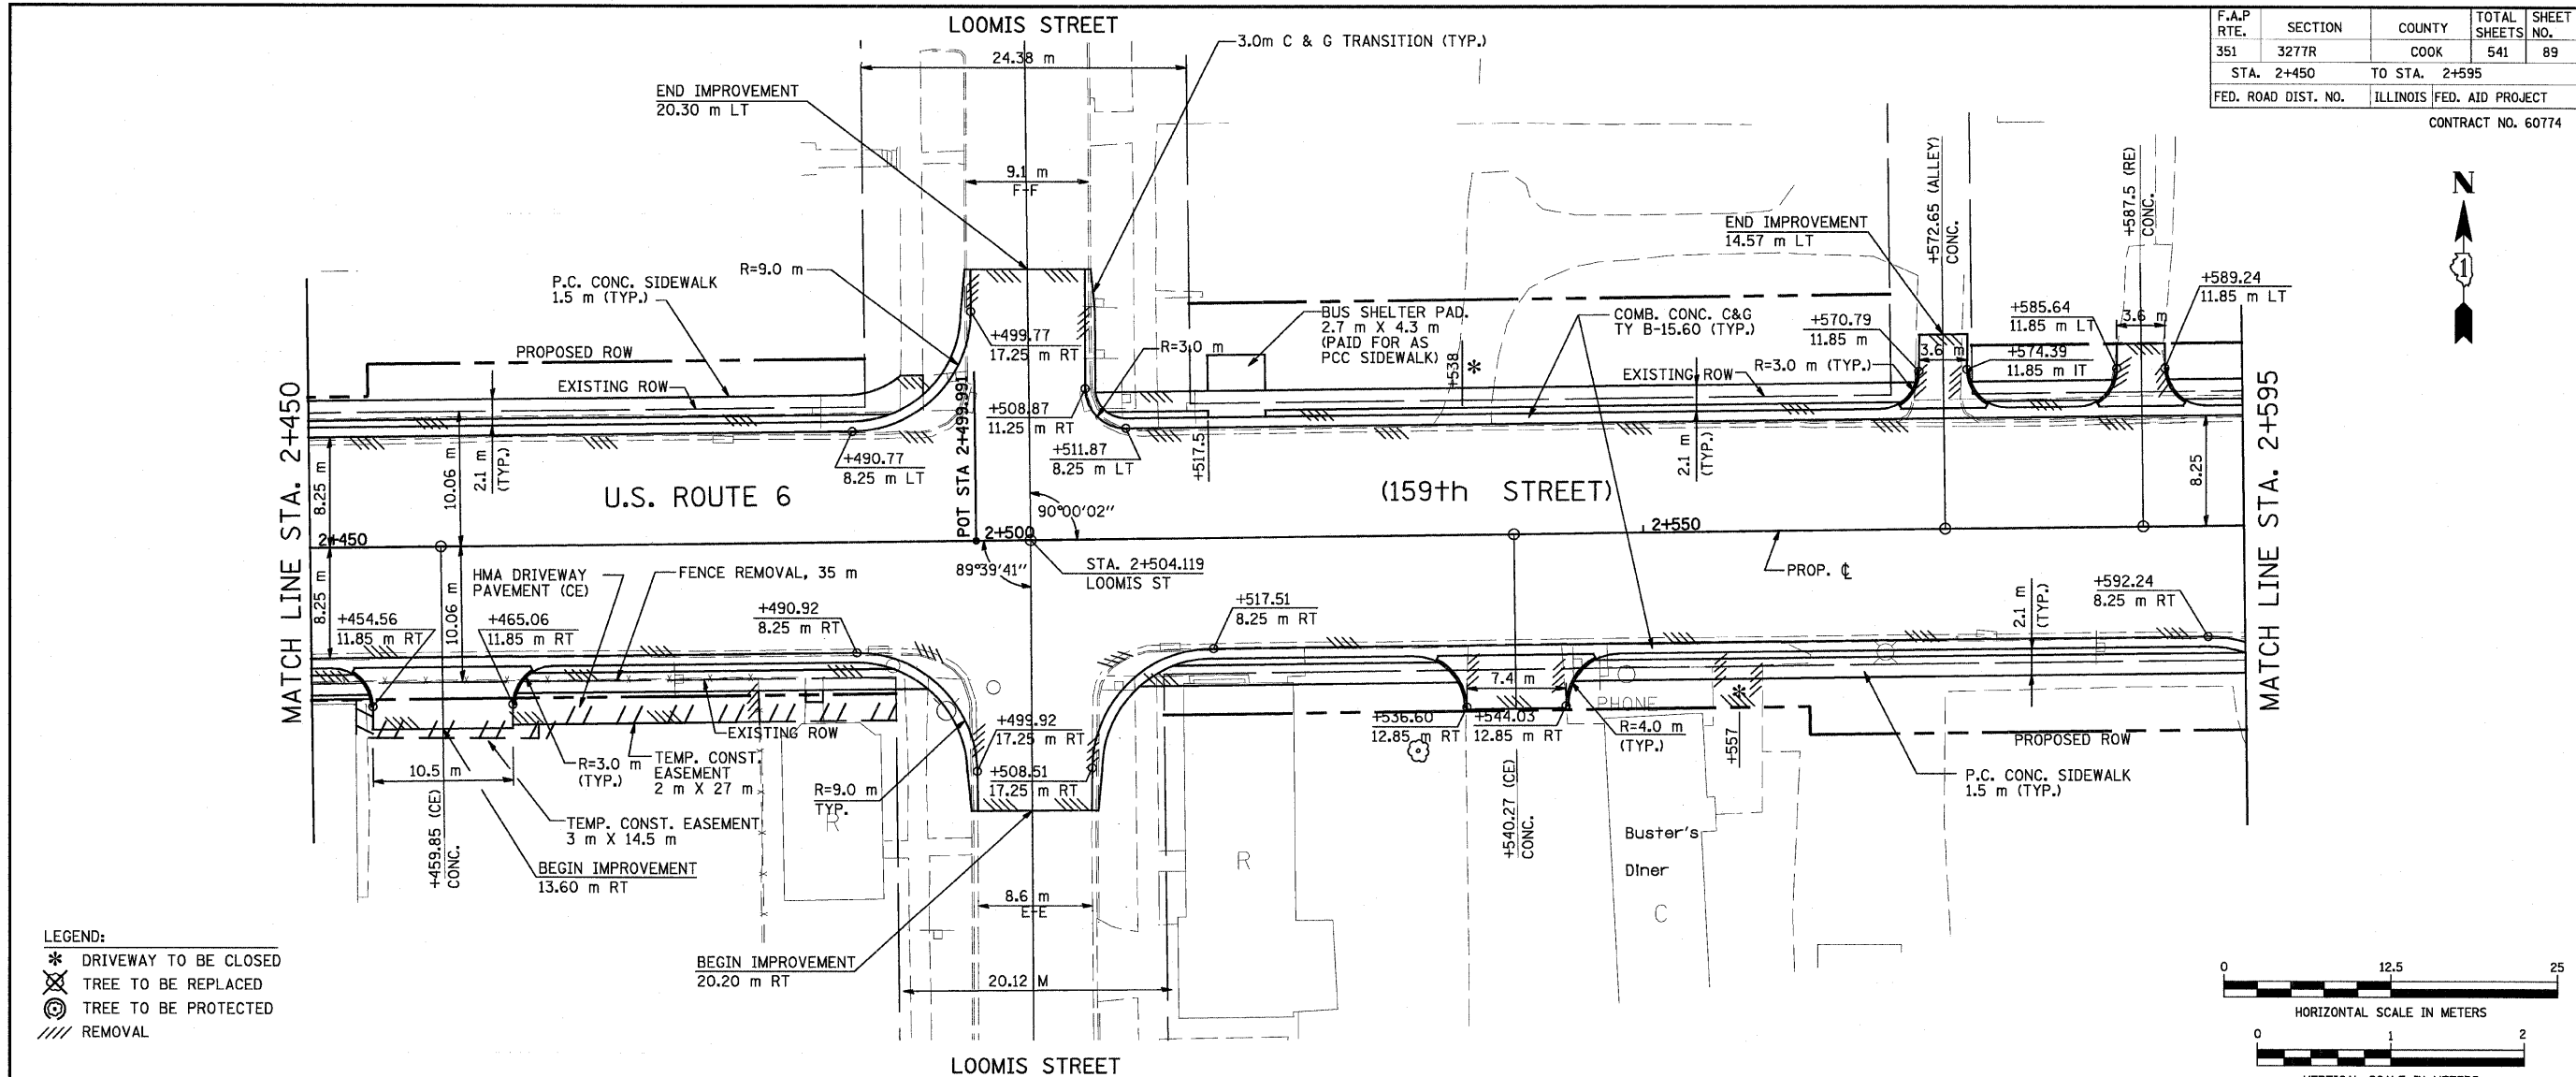 LOOMIS STREET
F.A.P RTE.
SECTION
COUNTY
TOTAL SHEETS
SHEET NO.
351
3277R
COOK
541
89
STA. 2+450
TO STA. 2+595
FED. ROAD DIST. NO.
ILLINOIS
FED. AID PROJECT
CONTRACT NO. 60774
N
1
3.0m C & G TRANSITION (TYP.)
24.38 m
END IMPROVEMENT
20.30 m LT
9.1 m
F-F
R=9.0 m
P.C. CONC. SIDEWALK
1.5 m (TYP.)
PROPOSED ROW
EXISTING ROW
+499.77
17.25 m RT
R=3.0 m
BUS SHELTER PAD.
2.7 m X 4.3 m
(PAID FOR AS
PCC SIDEWALK)
+538
*
COMB. CONC. C&G
TY B-15.60 (TYP.)
END IMPROVEMENT
14.57 m LT
+572.65 (ALLEY)
CONC.
+587.5 (RE)
CONC.
+589.24
11.85 m LT
+585.64
11.85 m LT
3.6 m
+570.79
11.85 m
3.6 m
+574.39
11.85 m IT
R=3.0 m (TYP.)
EXISTING ROW
+508.87
11.25 m RT
+511.87
8.25 m LT
+517.5
+490.77
8.25 m LT
POT STA 2+499.991
MATCH LINE STA. 2+450
8.25 m
10.06 m
2.1 m
(TYP.)
U.S. ROUTE 6
(159th STREET)
2.1 m
(TYP.)
8.25
MATCH LINE STA. 2+595
90°00'02"
2+450
2+500
2+550
89°39'41"
STA. 2+504.119
LOOMIS ST
PROP. ℄
8.25 m
10.06 m
HMA DRIVEWAY
PAVEMENT (CE)
FENCE REMOVAL, 35 m
+454.56
11.85 m RT
+465.06
11.85 m RT
+490.92
8.25 m RT
+517.51
8.25 m RT
+592.24
8.25 m RT
2.1 m
(TYP.)
7.4 m
PHONE
*
+499.92
17.25 m RT
+508.51
17.25 m RT
+536.60
12.85 m RT
+544.03
12.85 m RT
R=4.0 m
(TYP.)
+557
PROPOSED ROW
EXISTING ROW
10.5 m
R=3.0 m
(TYP.)
TEMP. CONST.
EASEMENT
2 m X 27 m
R=9.0 m
TYP.
R
P.C. CONC. SIDEWALK
1.5 m (TYP.)
TEMP. CONST. EASEMENT
3 m X 14.5 m
+459.85 (CE)
CONC.
BEGIN IMPROVEMENT
13.60 m RT
+540.27 (CE)
CONC.
Buster's
Diner
C
R
8.6 m
E-E
BEGIN IMPROVEMENT
20.20 m RT
20.12 M
LEGEND:
* DRIVEWAY TO BE CLOSED
TREE TO BE REPLACED
TREE TO BE PROTECTED
REMOVAL
LOOMIS STREET
0 12.5 25
HORIZONTAL SCALE IN METERS
0 1 2
VERTICAL SCALE IN METERS